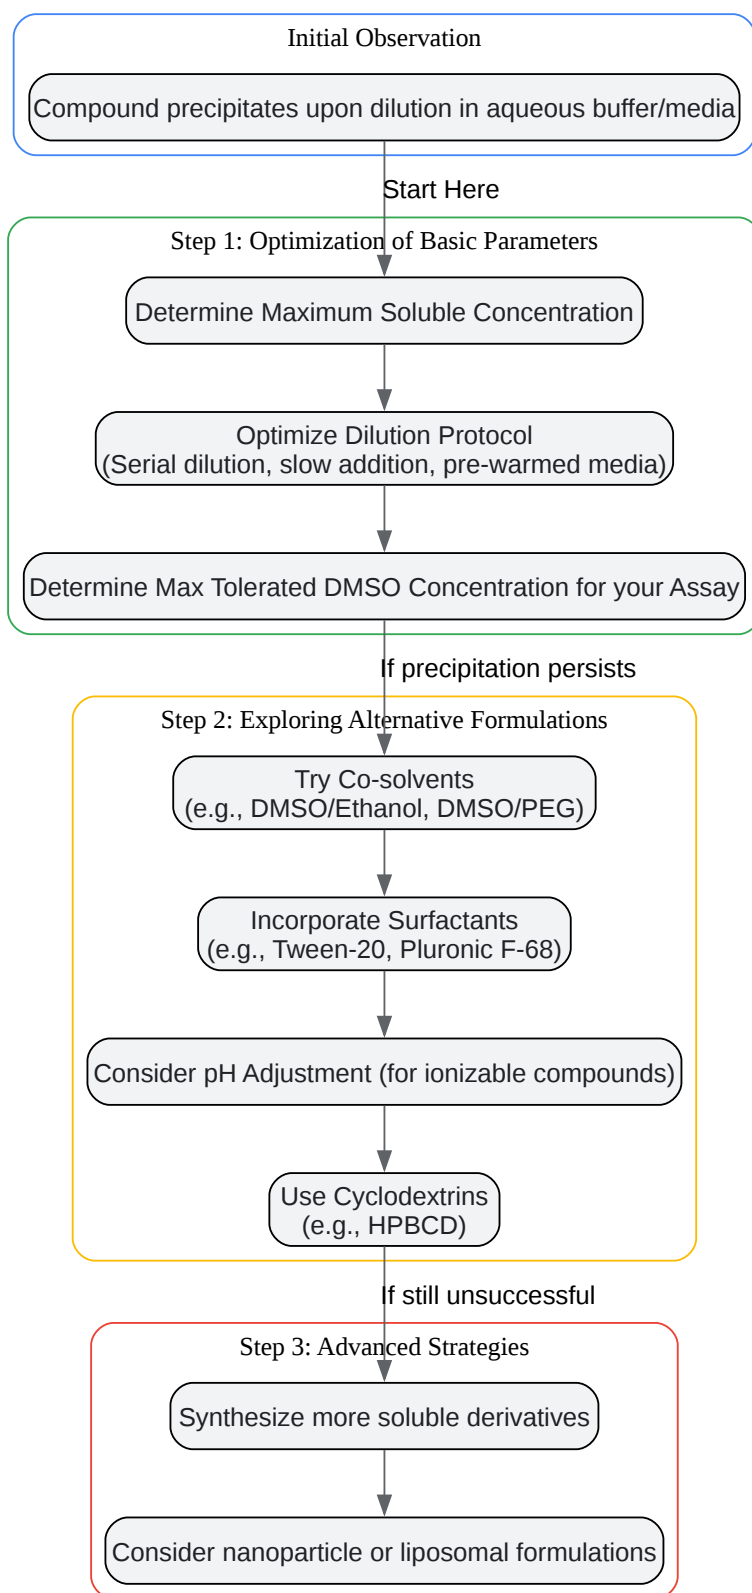 Initial Observation
Compound precipitates upon dilution in aqueous buffer/media
Start Here
Step 1: Optimization of Basic Parameters
Determine Maximum Soluble Concentration
Optimize Dilution Protocol
(Serial dilution, slow addition, pre-warmed media)
Determine Max Tolerated DMSO Concentration for your Assay
If precipitation persists
Step 2: Exploring Alternative Formulations
Try Co-solvents
(e.g., DMSO/Ethanol, DMSO/PEG)
Incorporate Surfactants
(e.g., Tween-20, Pluronic F-68)
Consider pH Adjustment (for ionizable compounds)
Use Cyclodextrins
(e.g., HPBCD)
If still unsuccessful
Step 3: Advanced Strategies
Synthesize more soluble derivatives
Consider nanoparticle or liposomal formulations